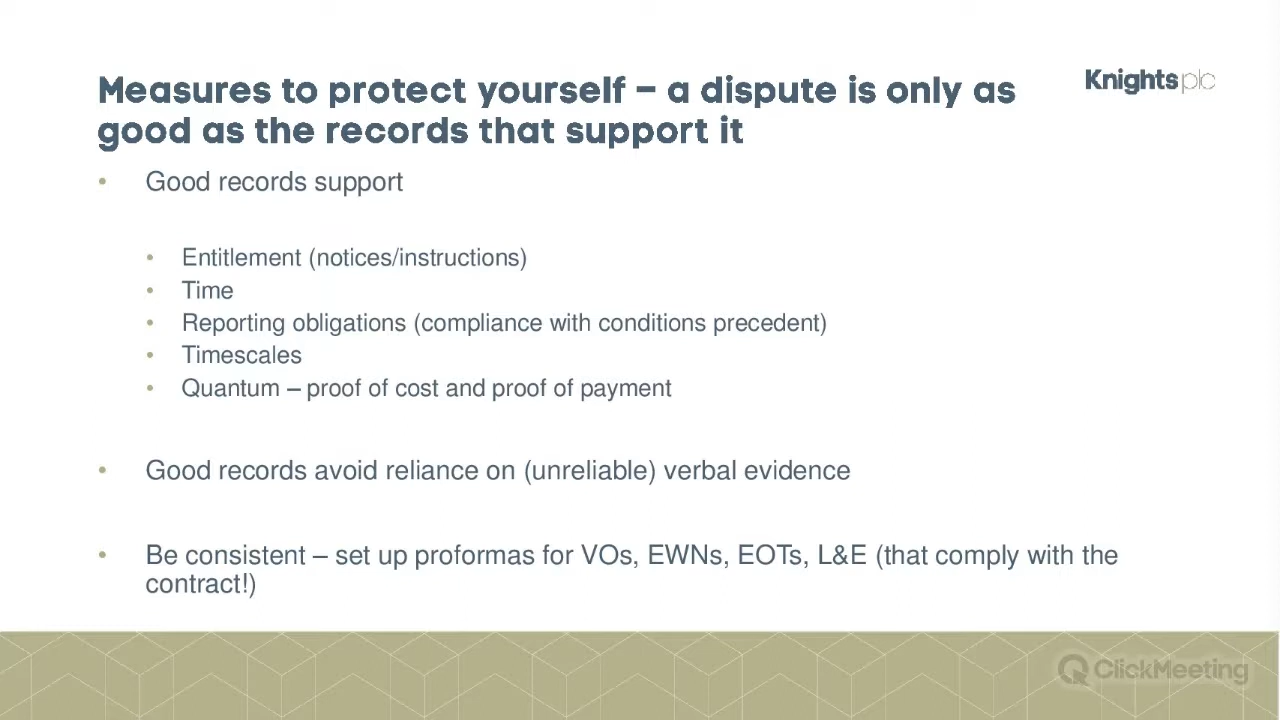 Measures to protect yourself – a dispute is only as
good as the records that support it
Knights plc
• Good records support
• Entitlement (notices/instructions)
• Time
• Reporting obligations (compliance with conditions precedent)
• Timescales
• Quantum – proof of cost and proof of payment
• Good records avoid reliance on (unreliable) verbal evidence
• Be consistent – set up proformas for VOs, EWNs, EOTs, L&E (that comply with the
contract!)
ClickMeeting